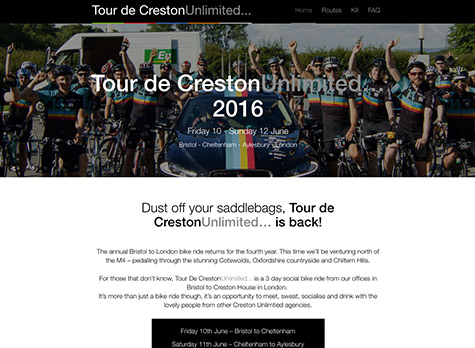 Tour de CrestonUnlimited...
Home Routes Kit FAQ
Tour de CrestonUnlimited...
2016
Friday 10 - Sunday 12 June
Bristol - Cheltenham - Aylesbury - London
Dust off your saddlebags, Tour de
CrestonUnlimited... is back!
The annual Bristol to London bike ride returns for the fourth year. This time we'll be venturing north of
the M4 – pedalling through the stunning Cotswolds, Oxfordshire countryside and Chiltern Hills.
For those that don't know, Tour De CrestonUnlimited... is a 3 day social bike ride from our offices in
Bristol to Creston House in London.
It's more than just a bike ride though, it's an opportunity to meet, sweat, socialise and drink with the
lovely people from other Creston Unlimtied agencies.
Friday 10th June – Bristol to Cheltenham
Saturday 11th June – Cheltenham to Aylesbury